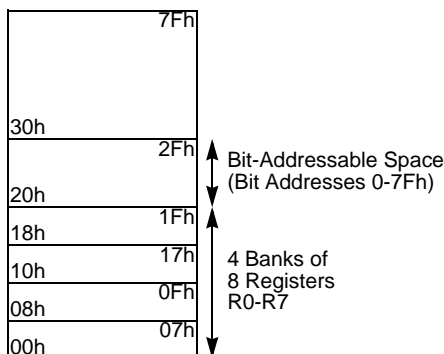 7Fh
30h
2Fh
Bit-Addressable Space
(Bit Addresses 0-7Fh)
20h
1Fh
18h
17h
4 Banks of
8 Registers
R0-R7
10h
0Fh
08h
07h
00h